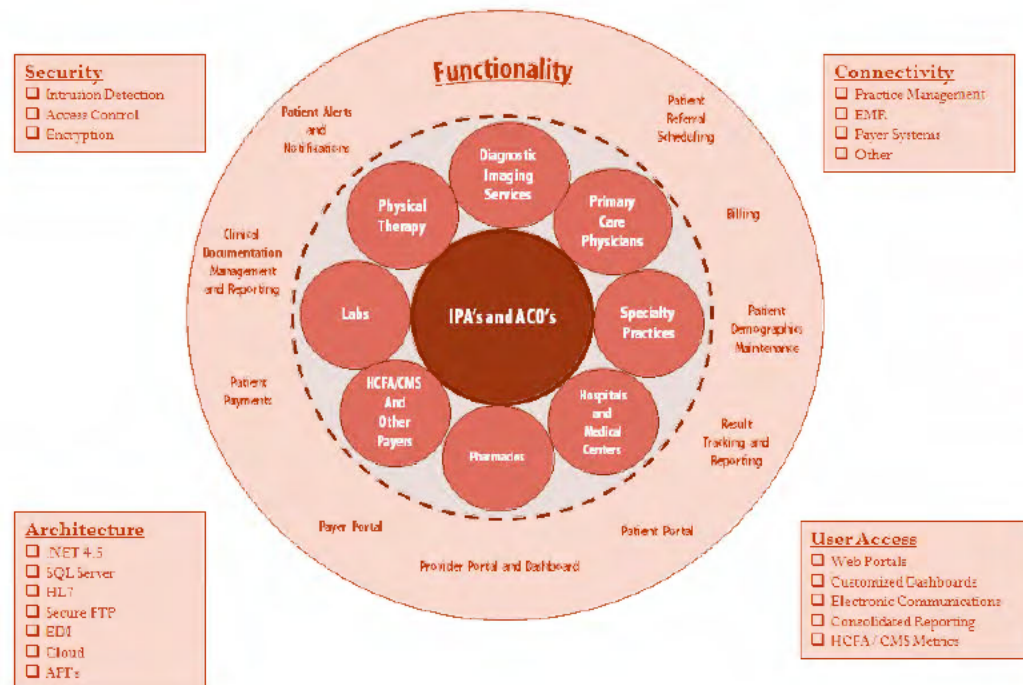 Security
Intrusion Detection
Access Control
Encryption
Connectivity
Practice Management
EMR
Payer Systems
Other
Functionality
Patient Alerts
and
Notifications
Patient
Referral
Scheduling
Billing
Patient
Demographics
Maintenance
Result
Tracking and
Reporting
Patient Portal
Provider Portal and Dashboard
Payer Portal
Patient
Payments
Clinical
Documentation
Management
and Reporting
Diagnostic
Imaging
Services
Primary
Care
Physicians
Specialty
Practices
Hospitals
and
Medical
Centers
Pharmacies
HCFA/CMS
And
Other
Payers
Labs
Physical
Therapy
IPA's and ACO's
Architecture
.NET 4.5
SQL Server
HL7
Secure FTP
EDI
Cloud
API's
User Access
Web Portals
Customized Dashboards
Electronic Communications
Consolidated Reporting
HCFA / CMS Metrics